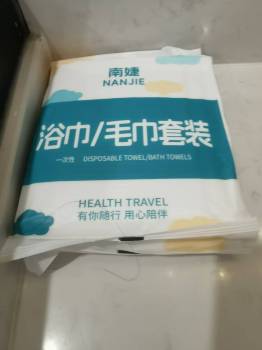 南婕
NANJIE
浴巾/毛巾套装
一次性 DISPOSABLE TOWEL/BATH TOWELS
HEALTH TRAVEL
有你随行 用心陪伴